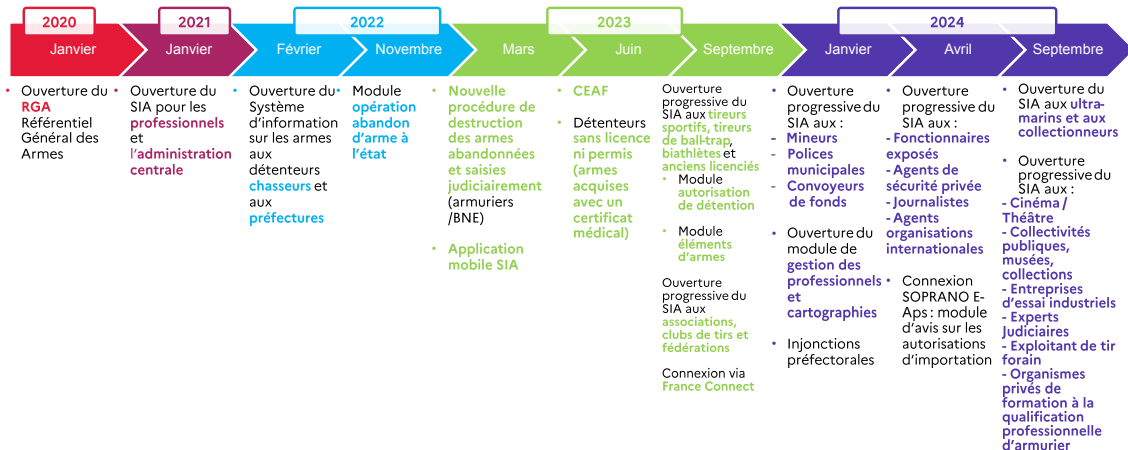 2020
2021
2022
2023
2024
Janvier
Janvier
Février
Novembre
Mars
Juin
Septembre
Janvier
Avril
Septembre
• Ouverture du
RGA
Référentiel
Général des
Armes
• Ouverture du
SIA pour les
professionnels
et
l'administration
centrale
• Ouverture du
Système
d'information
sur les armes
aux
détenteurs
chasseurs et
aux
préfectures
• Module
opération
abandon
d'arme à
l'état
• Nouvelle
procédure de
destruction
des armes
abandonnées
et saisies
judiciairement
(armuriers
/BNE)
• Application
mobile SIA
• CEAF
• Détenteurs
sans licence
ni permis
(armes
acquises
avec un
certificat
médical)
Ouverture
progressive du
SIA aux tireurs
sportifs, tireurs
de ball-trap,
biathlètes et
anciens licenciés
• Module
autorisation
de détention
• Module
éléments
d'armes
Ouverture
progressive du
SIA aux
associations,
clubs de tirs et
fédérations
Connexion via
France Connect
• Ouverture
progressive du
SIA aux :
- Mineurs
- Polices
municipales
- Convoyeurs
de fonds
• Ouverture du
module de
gestion des
professionnels
et
cartographies
• Injonctions
préfectorales
• Ouverture
progressive du
SIA aux :
- Fonctionnaires
exposés
- Agents de
sécurité privée
- Journalistes
- Agents
organisations
internationales
• Connexion
SOPRANO E-
Aps : module
d'avis sur les
autorisations
d'importation
• Ouverture du
SIA aux ultra-
marins et aux
collectionneurs
• Ouverture
progressive du
SIA aux :
- Cinéma /
Théâtre
- Collectivités
publiques,
musées,
collections
- Entreprises
d'essai industriels
- Experts
Judiciaires
- Exploitant de tir
forain
- Organismes
privés de
formation à la
qualification
professionnelle
d'armurier